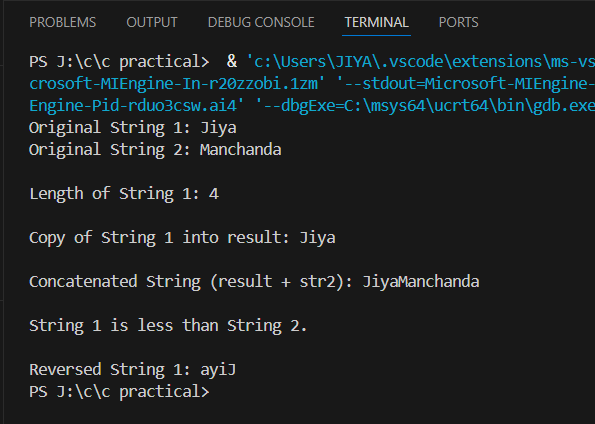 PROBLEMS OUTPUT DEBUG CONSOLE TERMINAL PORTS
PS J:\c\c practical>  & 'c:\Users\JIYA\.vscode\extensions\ms-vs
crosoft-MIEngine-In-r20zzobi.1zm' '--stdout=Microsoft-MIEngine-
Engine-Pid-rduo3csw.ai4' '--dbgExe=C:\msys64\ucrt64\bin\gdb.exe
Original String 1: Jiya
Original String 2: Manchanda
Length of String 1: 4
Copy of String 1 into result: Jiya
Concatenated String (result + str2): JiyaManchanda
String 1 is less than String 2.
Reversed String 1: ayiJ
PS J:\c\c practical>